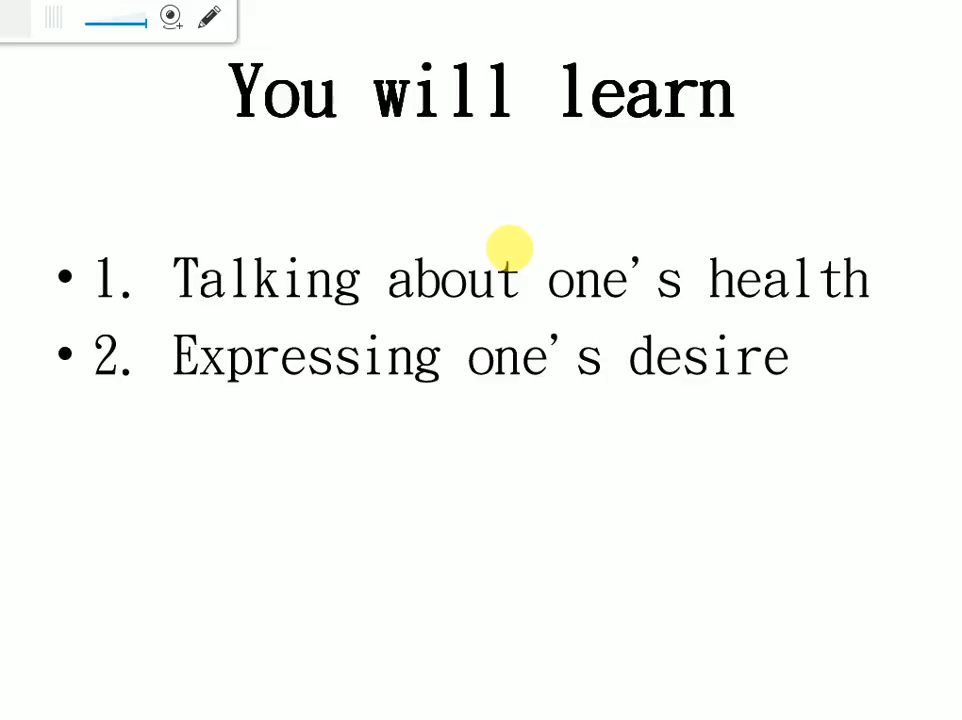 You will learn
• 1. Talking about one's health
• 2. Expressing one's desire